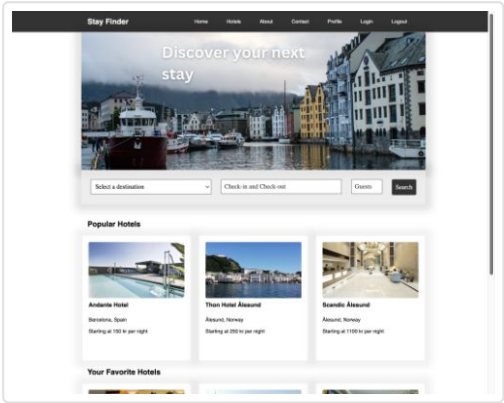 Stay Finder
Home Hotels About Contact Profile Login Logout
Discover your next
stay
Select a destination
Check-in and Check-out
Guests
Search
Popular Hotels
Andante Hotel
Barcelona, Spain
Starting at 150 kr per night
Thon Hotel Ålesund
Ålesund, Norway
Starting at 250 kr per night
Scandic Ålesund
Ålesund, Norway
Starting at 1100 kr per night
Your Favorite Hotels